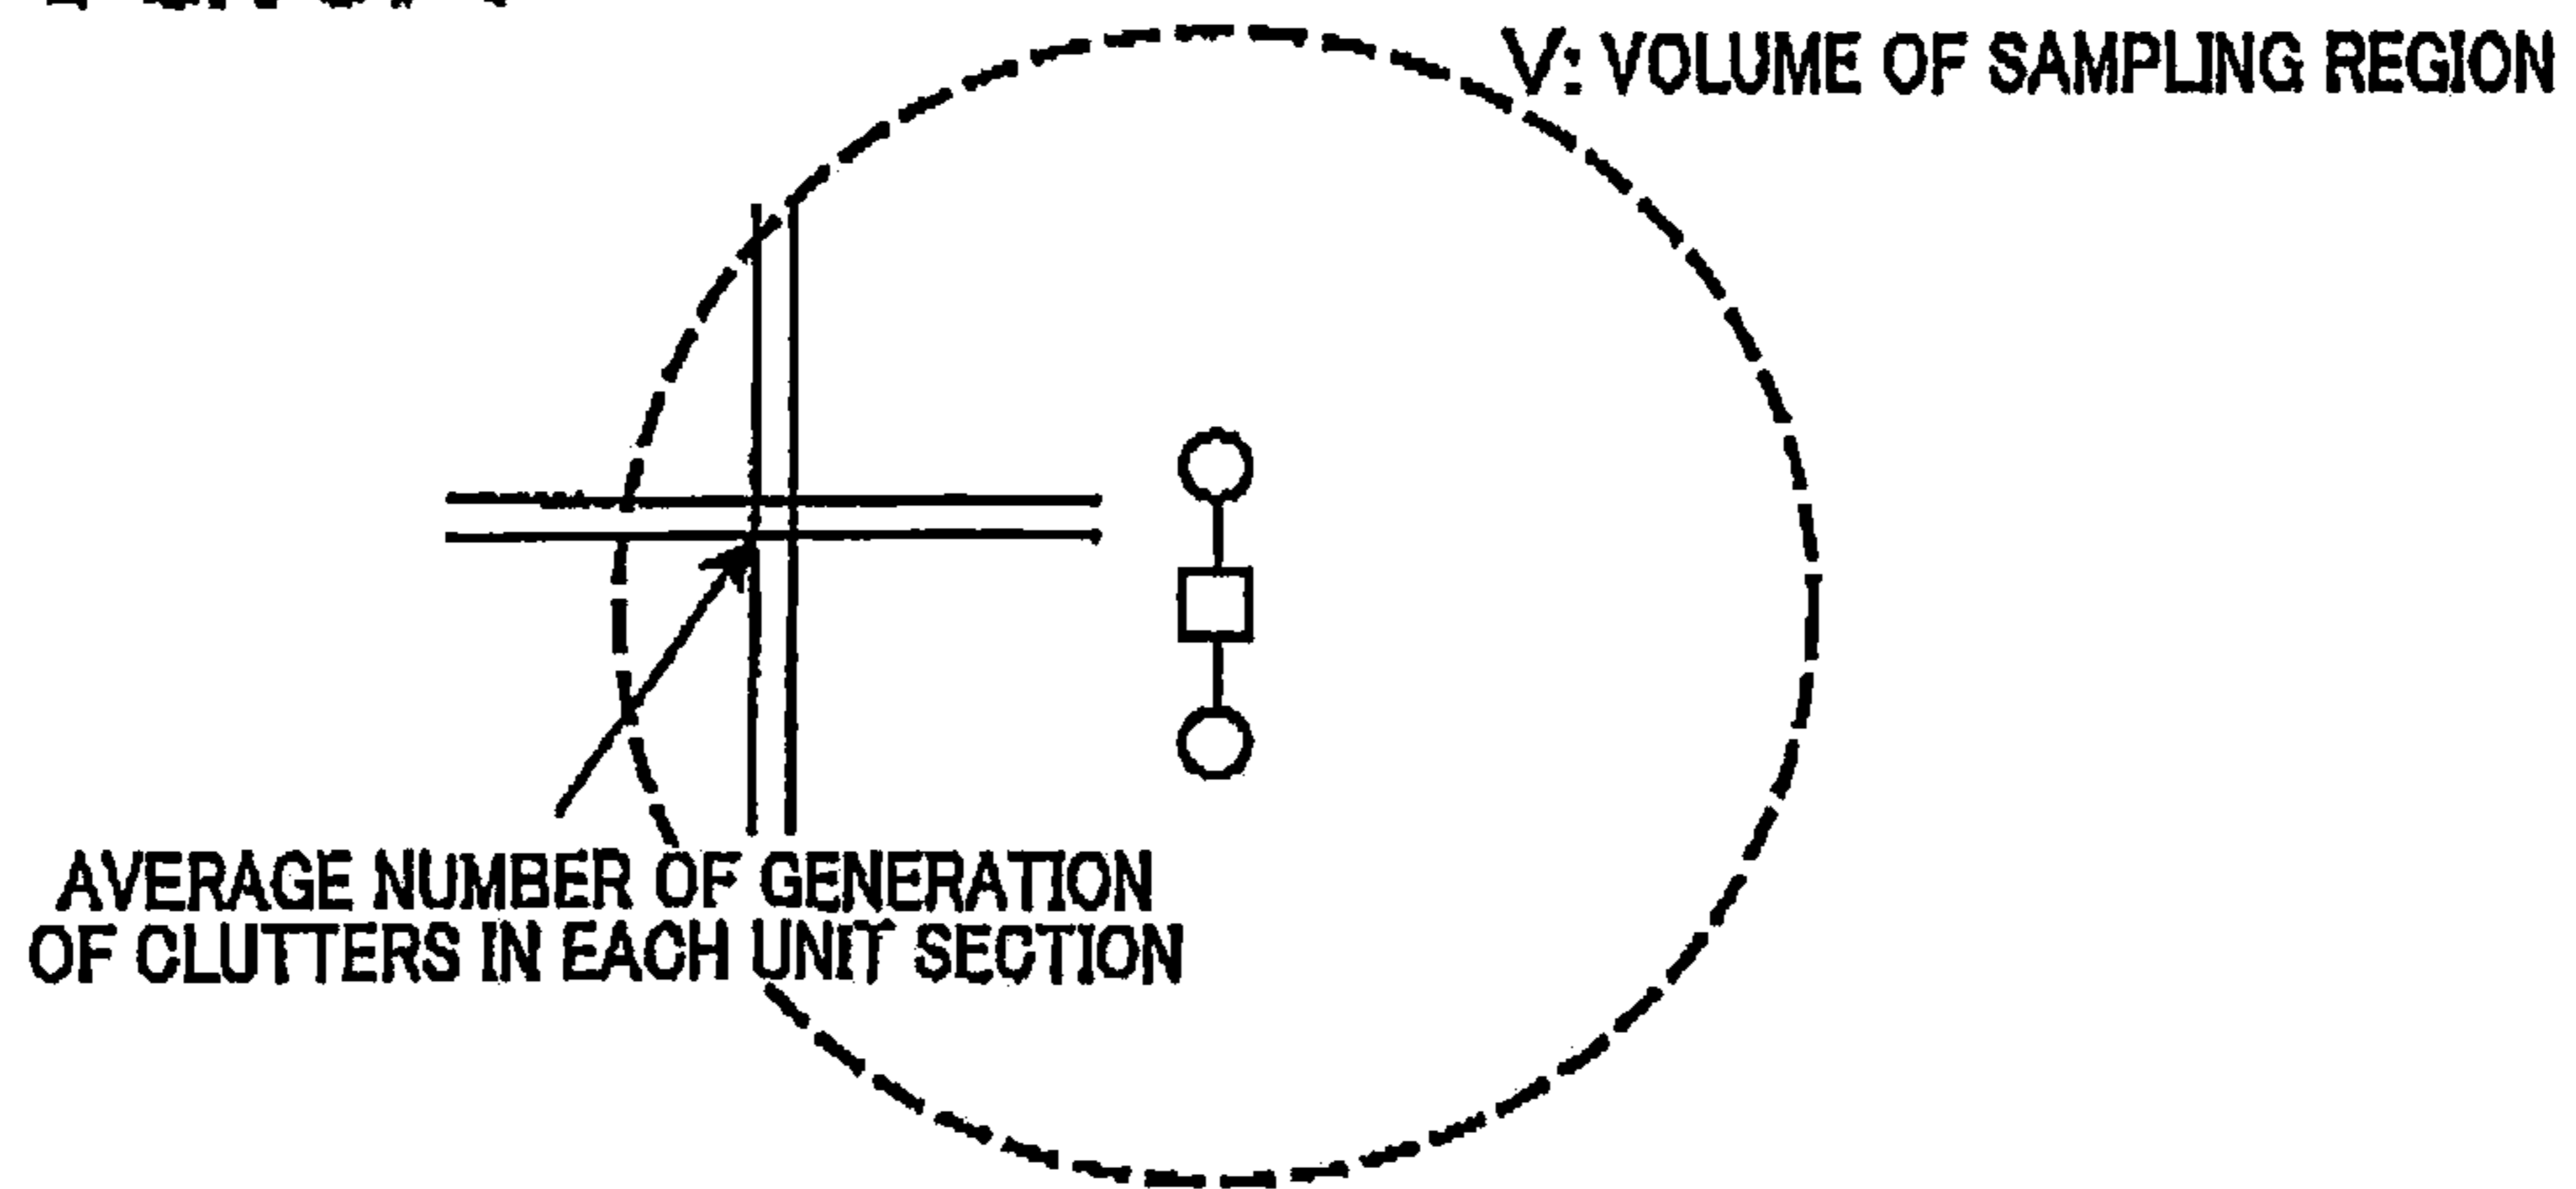 V: VOLUME OF SAMPLING REGION
AVERAGE NUMBER OF GENERATION
OF CLUTTERS IN EACH UNIT SECTION